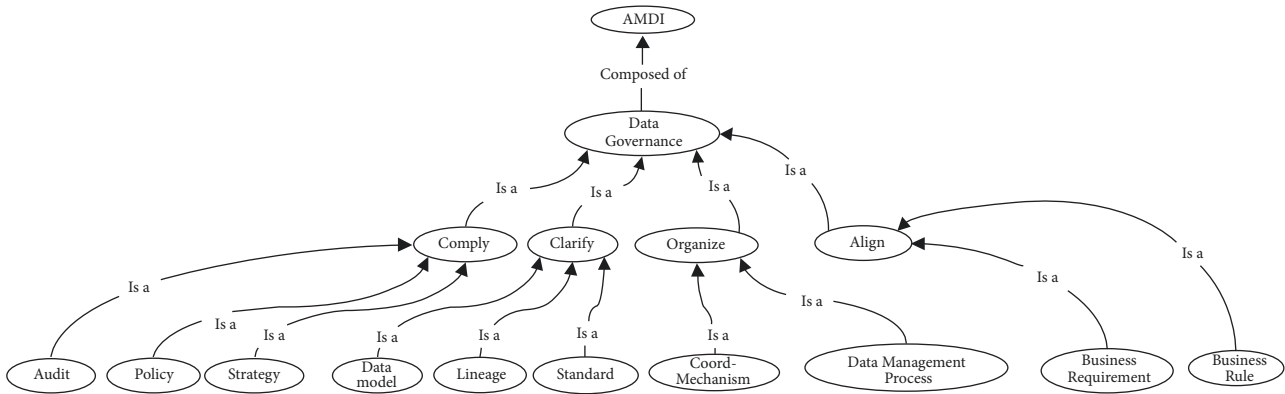 AMDI
Composed of
Data
Governance
Is a
Is a
Is a
Is a
Comply
Clarify
Organize
Align
Is a
Is a
Is a
Is a
Is a
Is a
Is a
Is a
Is a
Is a
Audit
Policy
Strategy
Data
model
Lineage
Standard
Coord-
Mechanism
Data Management
Process
Business
Requirement
Business
Rule